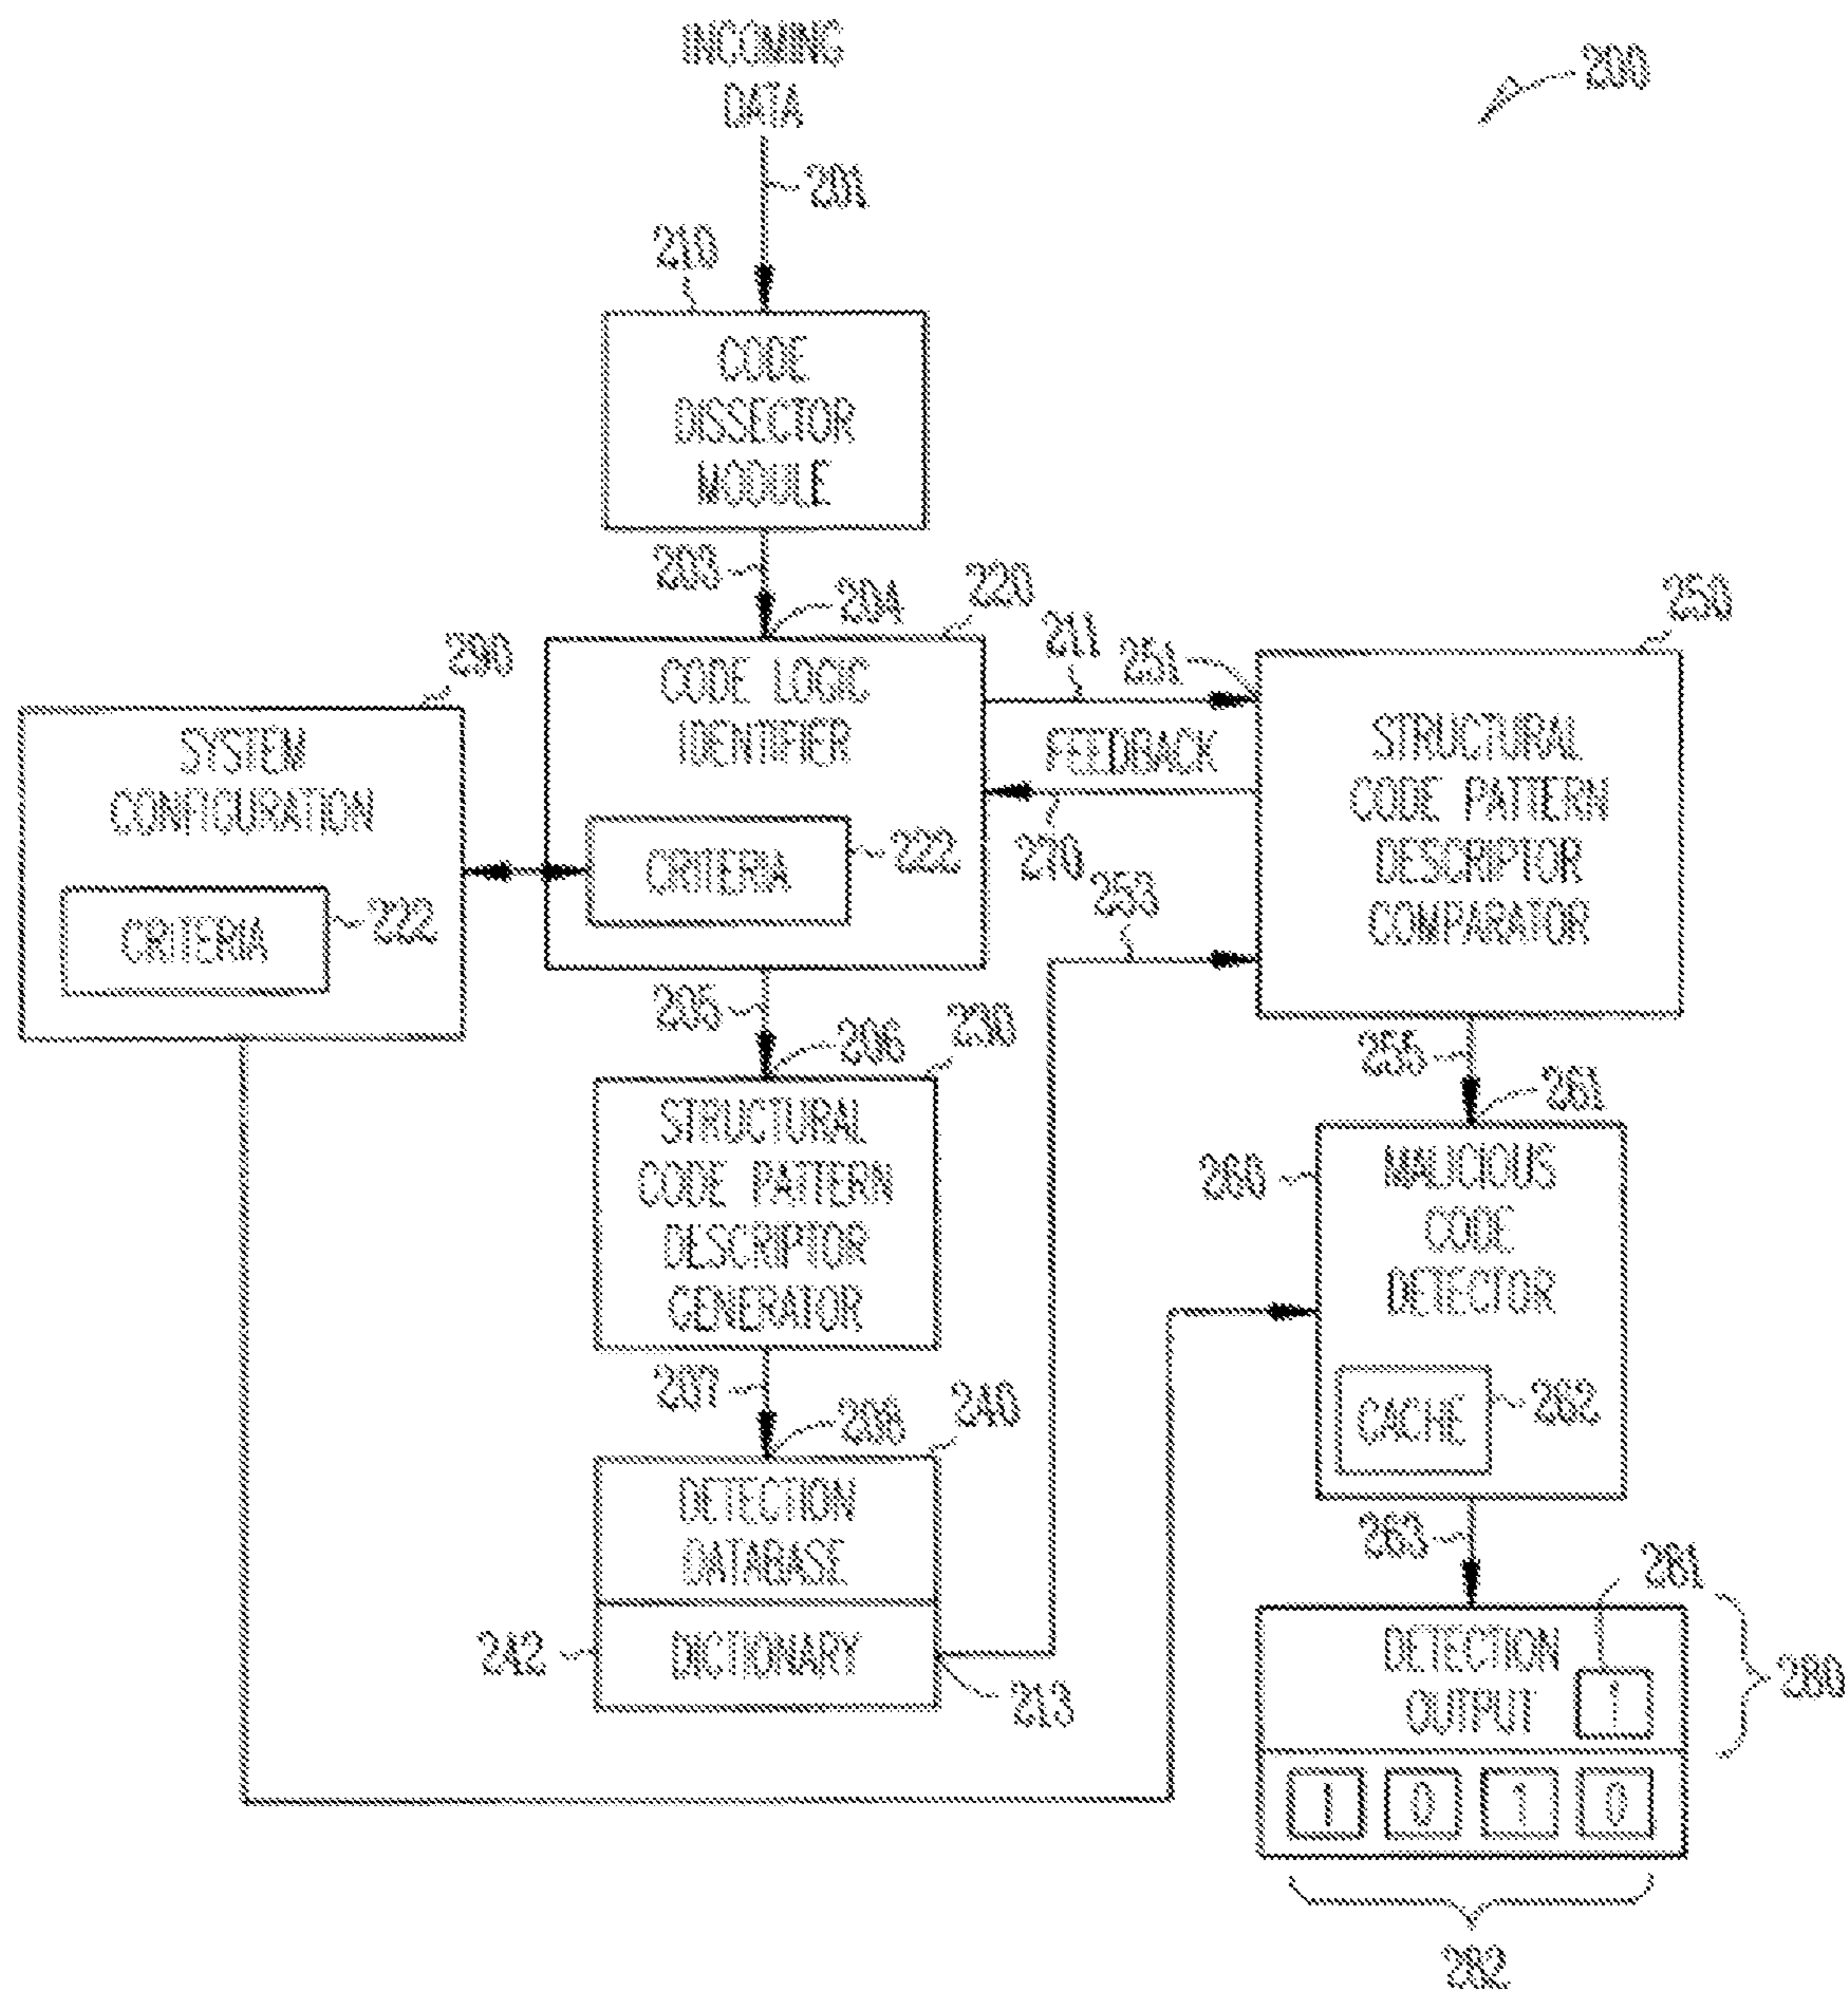 INCOMING
DATA
200
201
210
CODE
DISSECTOR
MODULE
203
204
220
211
251
250
290
SYSTEM
CONFIGURATION
CRITERIA
222
CODE LOGIC
IDENTIFIER
CRITERIA
222
FEEDBACK
270
253
STRUCTURAL
CODE PATTERN
DESCRIPTOR
COMPARATOR
205
206
230
STRUCTURAL
CODE PATTERN
DESCRIPTOR
GENERATOR
255
261
260
MALICIOUS
CODE
DETECTOR
CACHE
262
207
208
240
DETECTION
DATABASE
242
DICTIONARY
213
263
281
DETECTION
OUTPUT
1
280
1 0 1 0
282